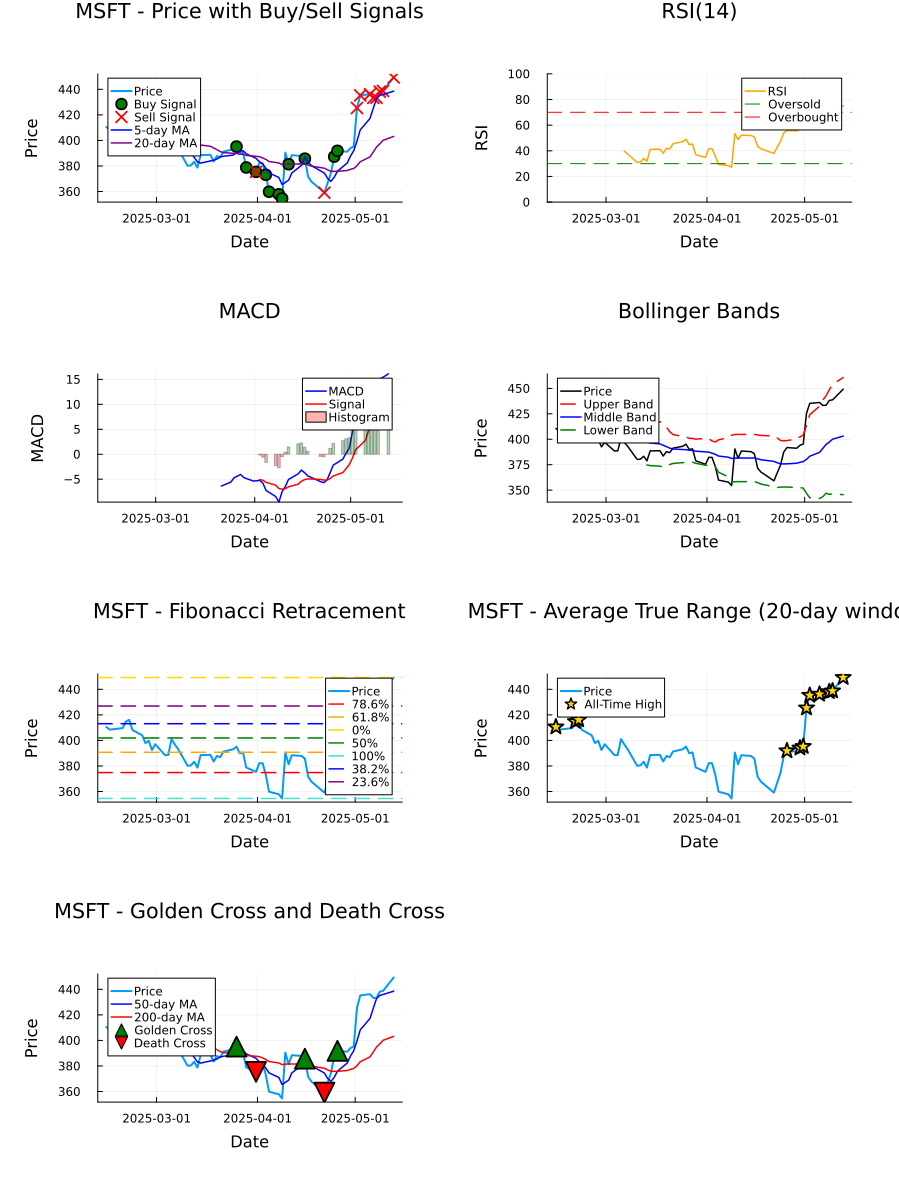 MSFT - Price with Buy/Sell Signals
440
420
400
380
360
Price
Price
Buy Signal
Sell Signal
5-day MA
20-day MA
2025-03-01
2025-04-01
2025-05-01
Date
RSI(14)
100
80
60
40
20
0
RSI
RSI
Oversold
Overbought
2025-03-01
2025-04-01
2025-05-01
Date
MACD
15
10
5
0
−5
MACD
MACD
Signal
Histogram
2025-03-01
2025-04-01
2025-05-01
Date
Bollinger Bands
450
425
400
375
350
Price
Price
Upper Band
Middle Band
Lower Band
2025-03-01
2025-04-01
2025-05-01
Date
MSFT - Fibonacci Retracement
440
420
400
380
360
Price
Price
78.6%
61.8%
0%
50%
100%
38.2%
23.6%
2025-03-01
2025-04-01
2025-05-01
Date
MSFT - Average True Range (20-day windo
440
420
400
380
360
Price
Price
All-Time High
2025-03-01
2025-04-01
2025-05-01
Date
MSFT - Golden Cross and Death Cross
440
420
400
380
360
Price
Price
50-day MA
200-day MA
Golden Cross
Death Cross
2025-03-01
2025-04-01
2025-05-01
Date